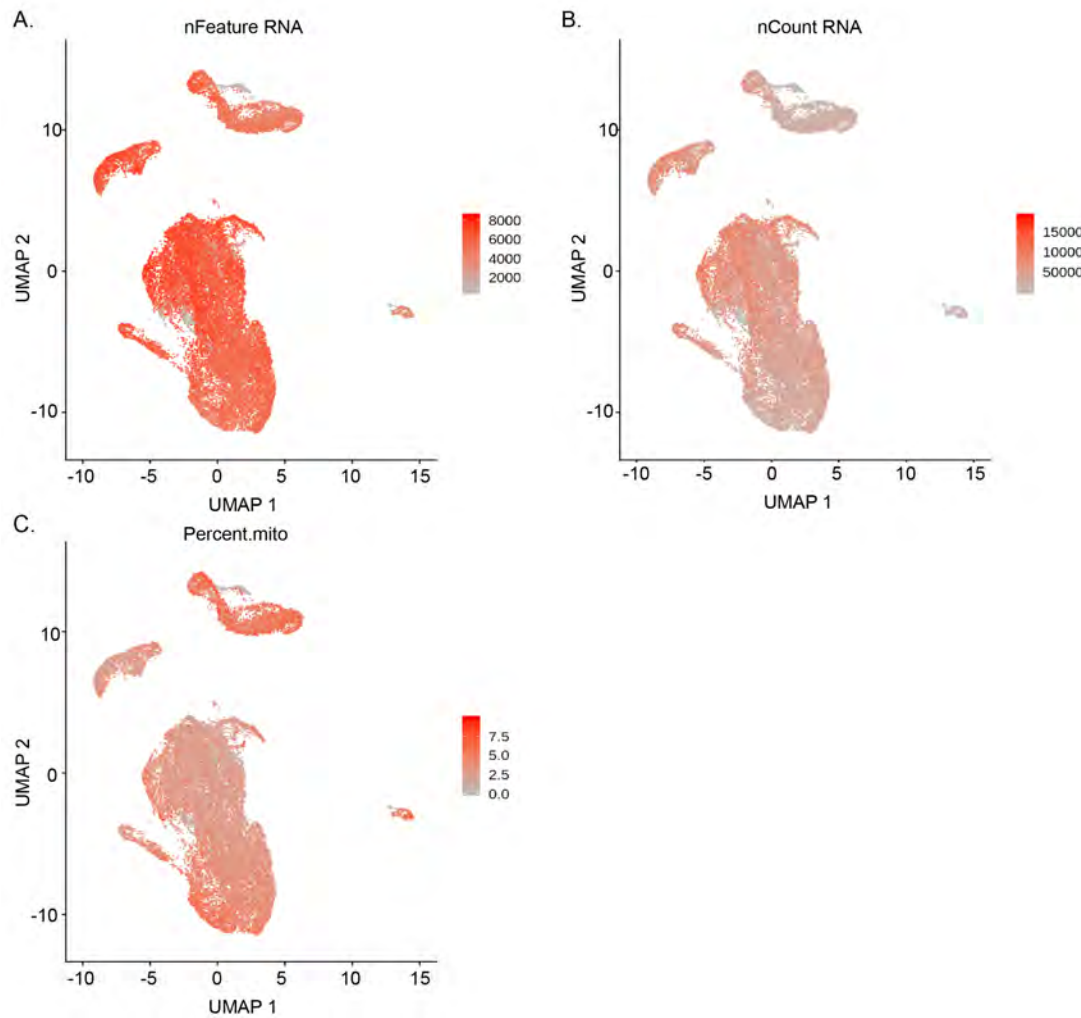 A.
nFeature RNA
10
0
-10
UMAP 2
8000
6000
4000
2000
-10 -5 0 5 10 15
UMAP 1
B.
nCount RNA
10
0
-10
UMAP 2
15000
10000
50000
-10 -5 0 5 10 15
UMAP 1
C.
Percent.mito
10
0
-10
UMAP 2
7.5
5.0
2.5
0.0
-10 -5 0 5 10 15
UMAP 1